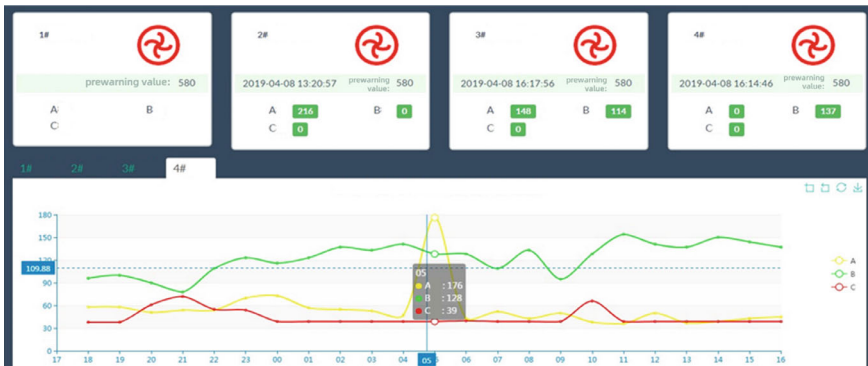 1#
prewarning value: 580
A B
C
2#
2019-04-08 13:20:57 prewarning value: 580
A 216 B 0
C 0
3#
2019-04-08 16:17:56 prewarning value: 580
A 148 B 114
C 0
4#
2019-04-08 16:14:46 prewarning value: 580
A 0 B 137
C 0
1# 2# 3# 4#
180
150
109.88
90
60
30
0
05
A : 176
B : 128
C : 39
A
B
C
17 18 19 20 21 22 23 00 01 02 03 04 05 06 07 08 09 10 11 12 13 14 15 16